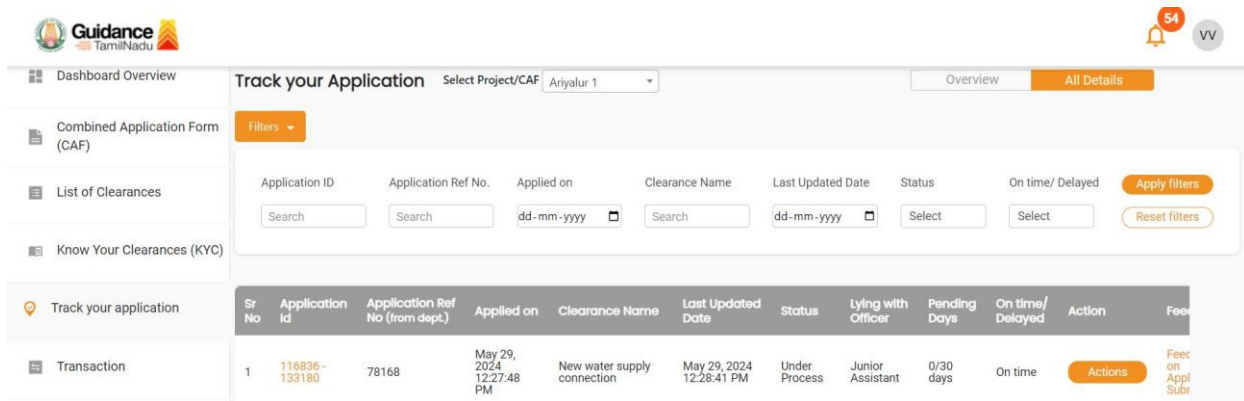 Guidance
TamilNadu
54
VV
Dashboard Overview
Track your Application
Select Project/CAF
Ariyalur 1
Overview
All Details
Combined Application Form
(CAF)
Filters
List of Clearances
Application ID
Application Ref No.
Applied on
Clearance Name
Last Updated Date
Status
On time/ Delayed
Apply filters
Search
Search
dd-mm-yyyy
Search
dd-mm-yyyy
Select
Select
Reset filters
Know Your Clearances (KYC)
Track your application
Sr No
Application Id
Application Ref No (from dept.)
Applied on
Clearance Name
Last Updated Date
Status
Lying with Officer
Pending Days
On time/ Delayed
Action
Transaction
1
116836 -
133180
78168
May 29,
2024
12:27:48
PM
New water supply
connection
May 29, 2024
12:28:41 PM
Under
Process
Junior
Assistant
0/30
days
On time
Actions
on